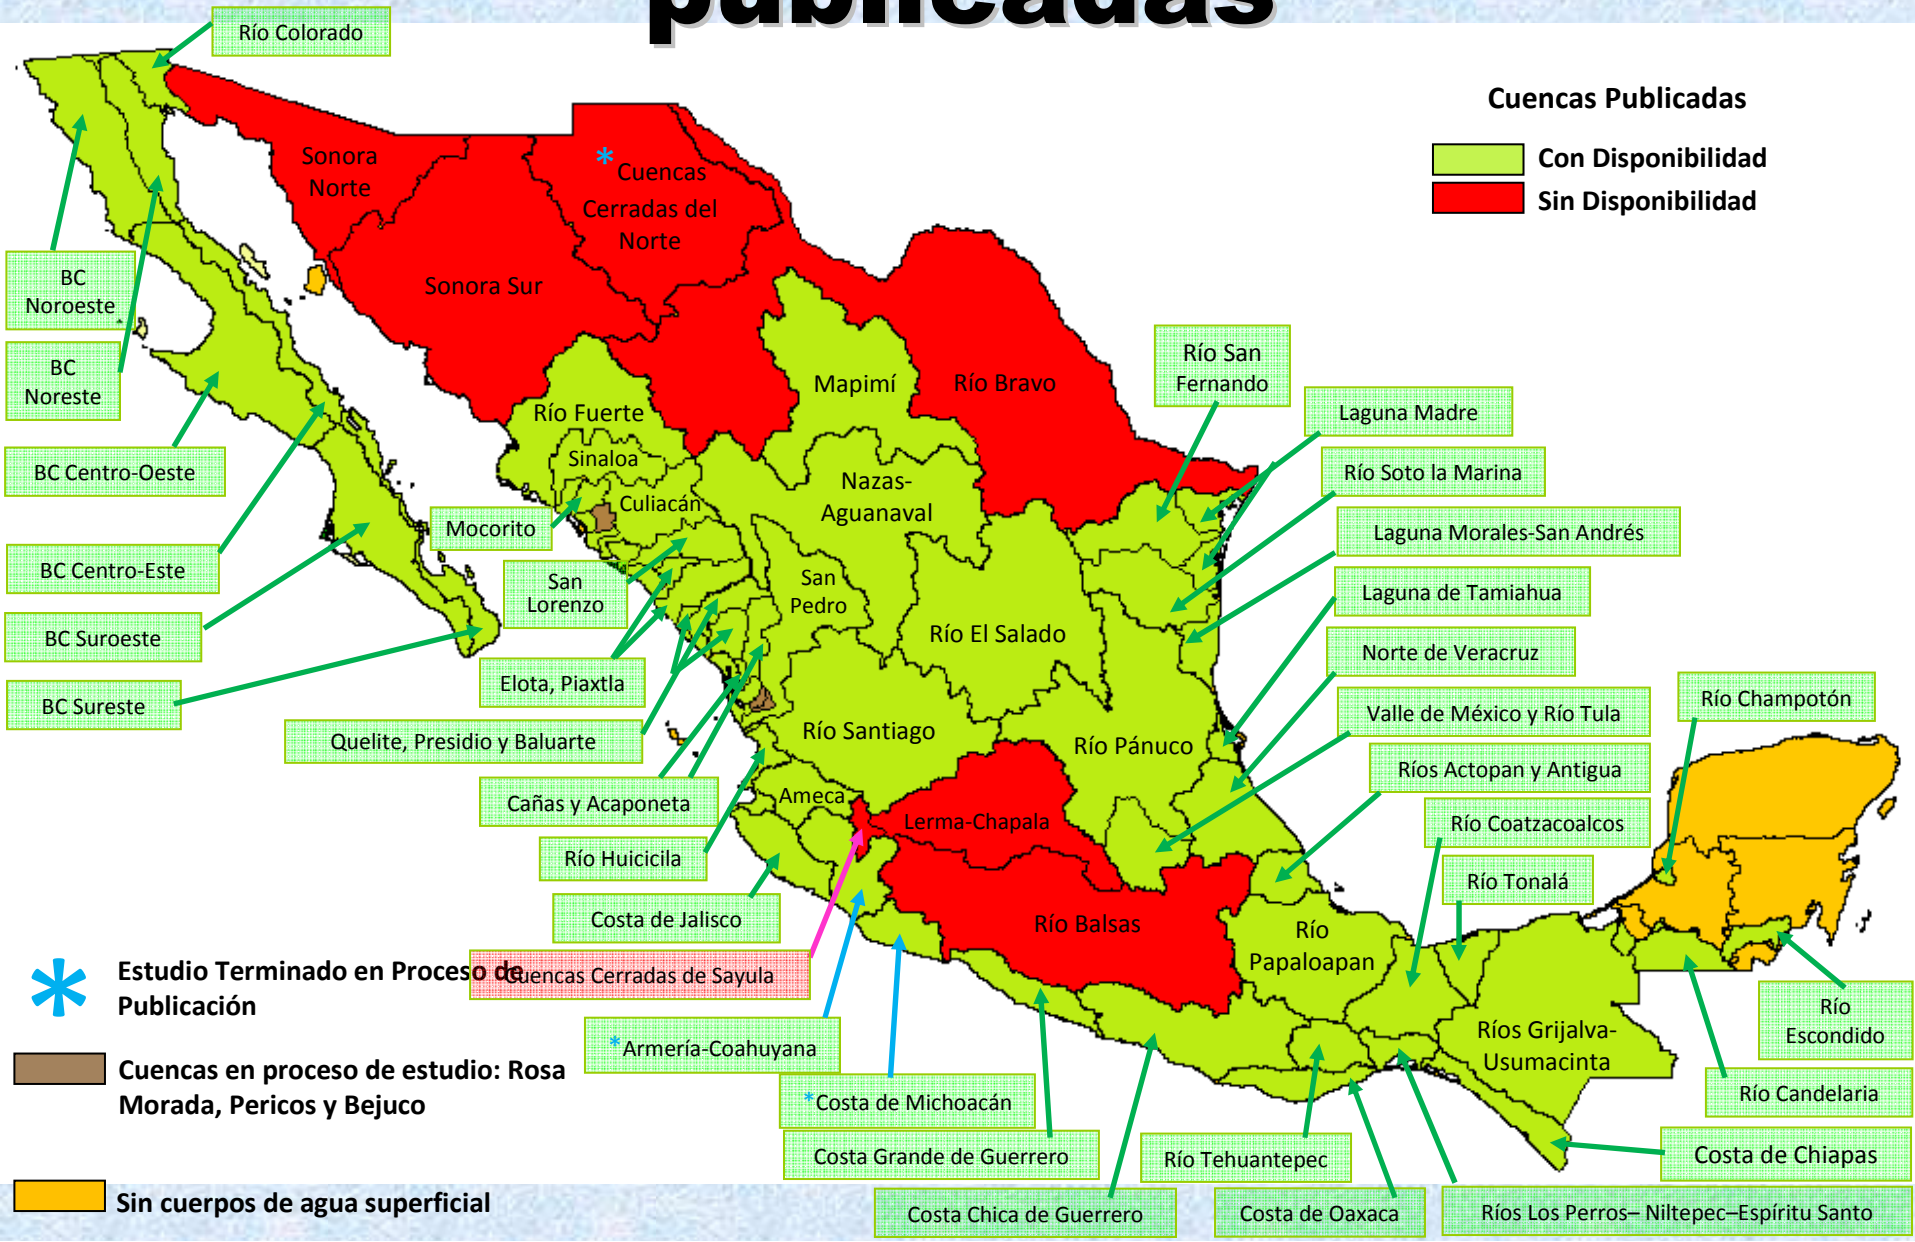 publicadas
Río Colorado
Cuencas Publicadas
Con Disponibilidad
Sin Disponibilidad
Sonora
Norte
*Cuencas
Cerradas del
Norte
Sonora Sur
BC
Noroeste
BC
Noreste
BC Centro-Oeste
BC Centro-Este
BC Suroeste
BC Sureste
Río Fuerte
Sinaloa
Culiacán
Mocorito
San
Lorenzo
Elota, Piaxtla
Quelite, Presidio y Baluarte
Cañas y Acaponeta
Río Huicicila
Costa de Jalisco
Cuencas Cerradas de Sayula
*Armería-Coahuyana
*Costa de Michoacán
Costa Grande de Guerrero
Costa Chica de Guerrero
Mapimí
Río Bravo
Nazas-
Aguanaval
San
Pedro
Río El Salado
Río Santiago
Río Pánuco
Ameca
Lerma-Chapala
Río Balsas
Río
Papaloapan
Ríos Grijalva-
Usumacinta
Río San
Fernando
Laguna Madre
Río Soto la Marina
Laguna Morales-San Andrés
Laguna de Tamiahua
Norte de Veracruz
Valle de México y Río Tula
Ríos Actopan y Antigua
Río Coatzacoalcos
Río Tonalá
Río Champotón
Río
Escondido
Río Candelaria
Costa de Chiapas
Río Tehuantepec
Costa de Oaxaca
Ríos Los Perros– Niltepec–Espíritu Santo
* Estudio Terminado en Proceso de
Publicación
Cuencas en proceso de estudio: Rosa
Morada, Pericos y Bejuco
Sin cuerpos de agua superficial